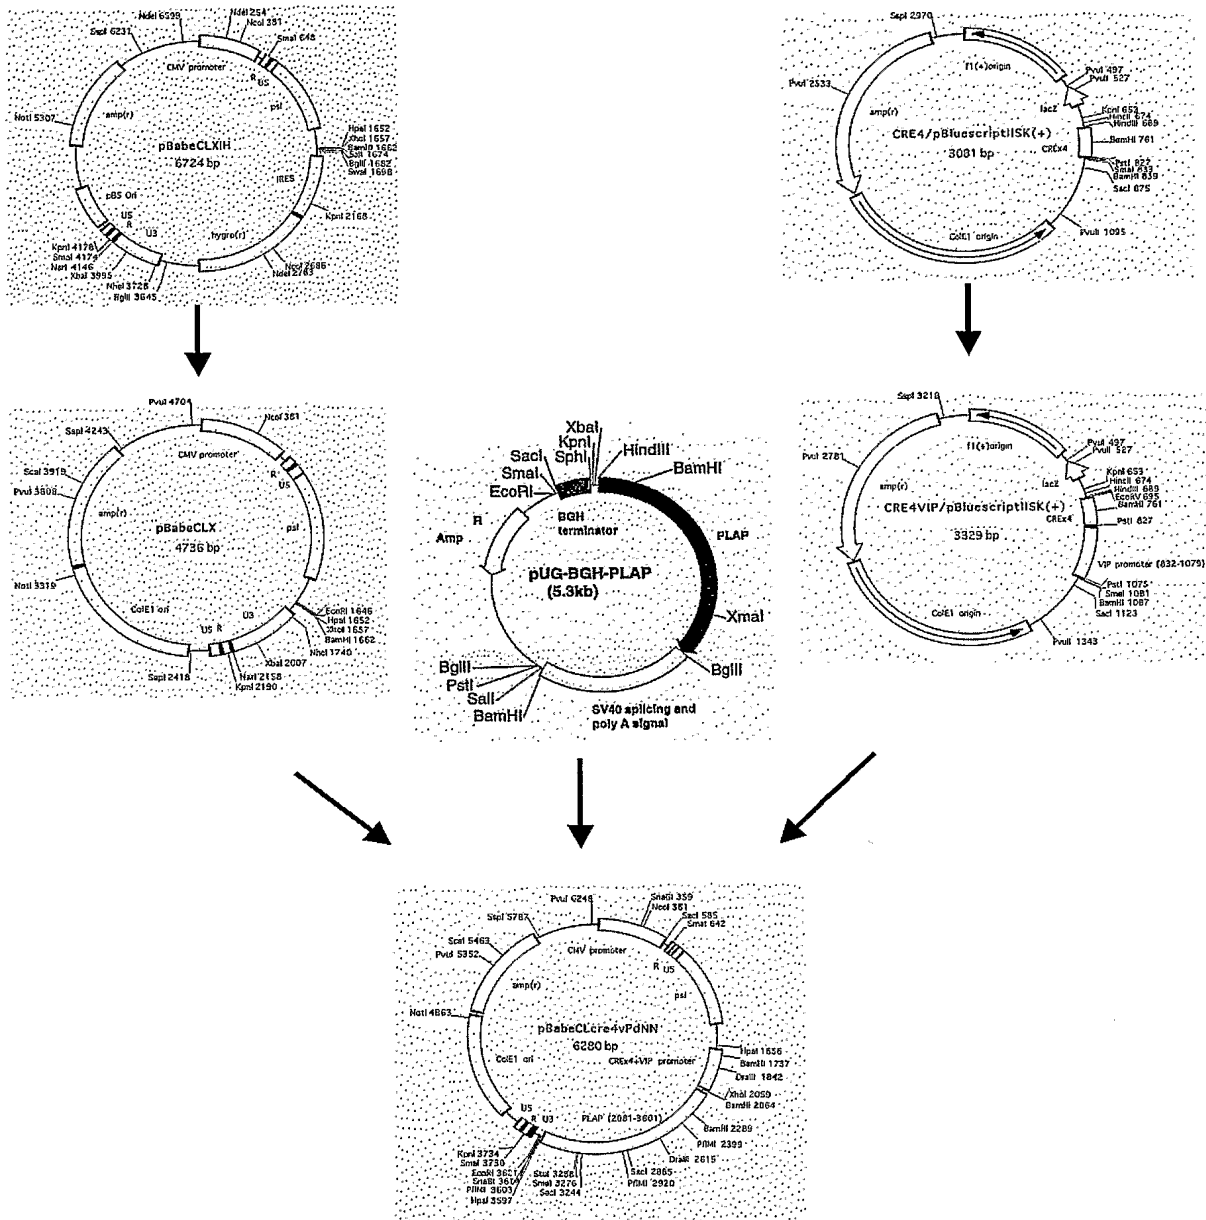 NdeI 6599
NdeI 254
NcoI 381
SmaI 648
SspI 6231
CMV promoter
R
U5
psi
amp(r)
NotI 5307
pBabeCLXIH
6724 bp
HpaI 1652
XhoI 1657
BamHI 1662
SalI 1674
BglII 1682
SwaI 1698
IRES
KpnI 2168
pBS Ori
U5
R
U3
hygro(r)
KpnI 4178
SmaI 4174
NarI 4146
XbaI 3995
NheI 3728
BglII 3645
NcoI 2686
NdeI 2763
SspI 2970
f1(+)origin
PvuI 497
PvuII 527
PvuI 2533
amp(r)
lacZ
CRE4/pBluescriptIISK(+)
3081 bp
KpnI 653
HincII 674
HindIII 689
BamHI 761
CREx4
PstI 827
SmaI 833
BamHI 839
SacI 875
ColE1 origin
PvuII 1095
PvuI 4704
NcoI 381
SspI 4243
CMV promoter
R
U5
ScaI 3919
PvuI 3808
amp(r)
psi
pBabeCLX
4736 bp
NotI 3319
ColE1 ori
U3
U5 R
EcoRI 1646
HpaI 1652
XhoI 1657
BamHI 1662
NheI 1740
XbaI 2007
SapI 2418
NarI 2158
KpnI 2190
XbaI
KpnI
SphI
HindIII
SacI
SmaI
EcoRI
BamHI
R
Amp
BGH
terminator
PLAP
pUG-BGH-PLAP
(5.3kb)
XmaI
BglII
PstI
SalI
BamHI
BglII
SV40 splicing and
poly A signal
SspI 3218
f1(+)origin
PvuI 497
PvuII 527
PvuI 2781
amp(r)
lacZ
KpnI 653
HincII 674
HindIII 689
EcoRV 695
BamHI 761
CRE4VIP/pBluescriptIISK(+)
CREx4
3329 bp
PstI 827
VIP promoter (832-1079)
PstI 1075
SmaI 1081
BamHI 1087
SacI 1123
ColE1 origin
PvuII 1343
PvuI 6248
SnaBI 359
NcoI 381
SacI 585
SmaI 642
SspI 5787
CMV promoter
R U5
ScaI 5463
PvuI 5352
amp(r)
psi
NotI 4863
pBabeCLcre4vPdNN
6280 bp
ColE1 ori
CREx4+VIP promoter
HpaI 1656
BamHI 1737
DraIII 1842
XhoI 2059
BamHI 2064
U5
R U3
PLAP (2081-3601)
BamHI 2289
PflMI 2399
DraIII 2615
KpnI 3734
SmaI 3730
EcoRI 3621
SnaBI 3614
PflMI 3603
HpaI 3597
StuI 3298
SmaI 3276
SacI 3244
SacI 2865
PflMI 2920